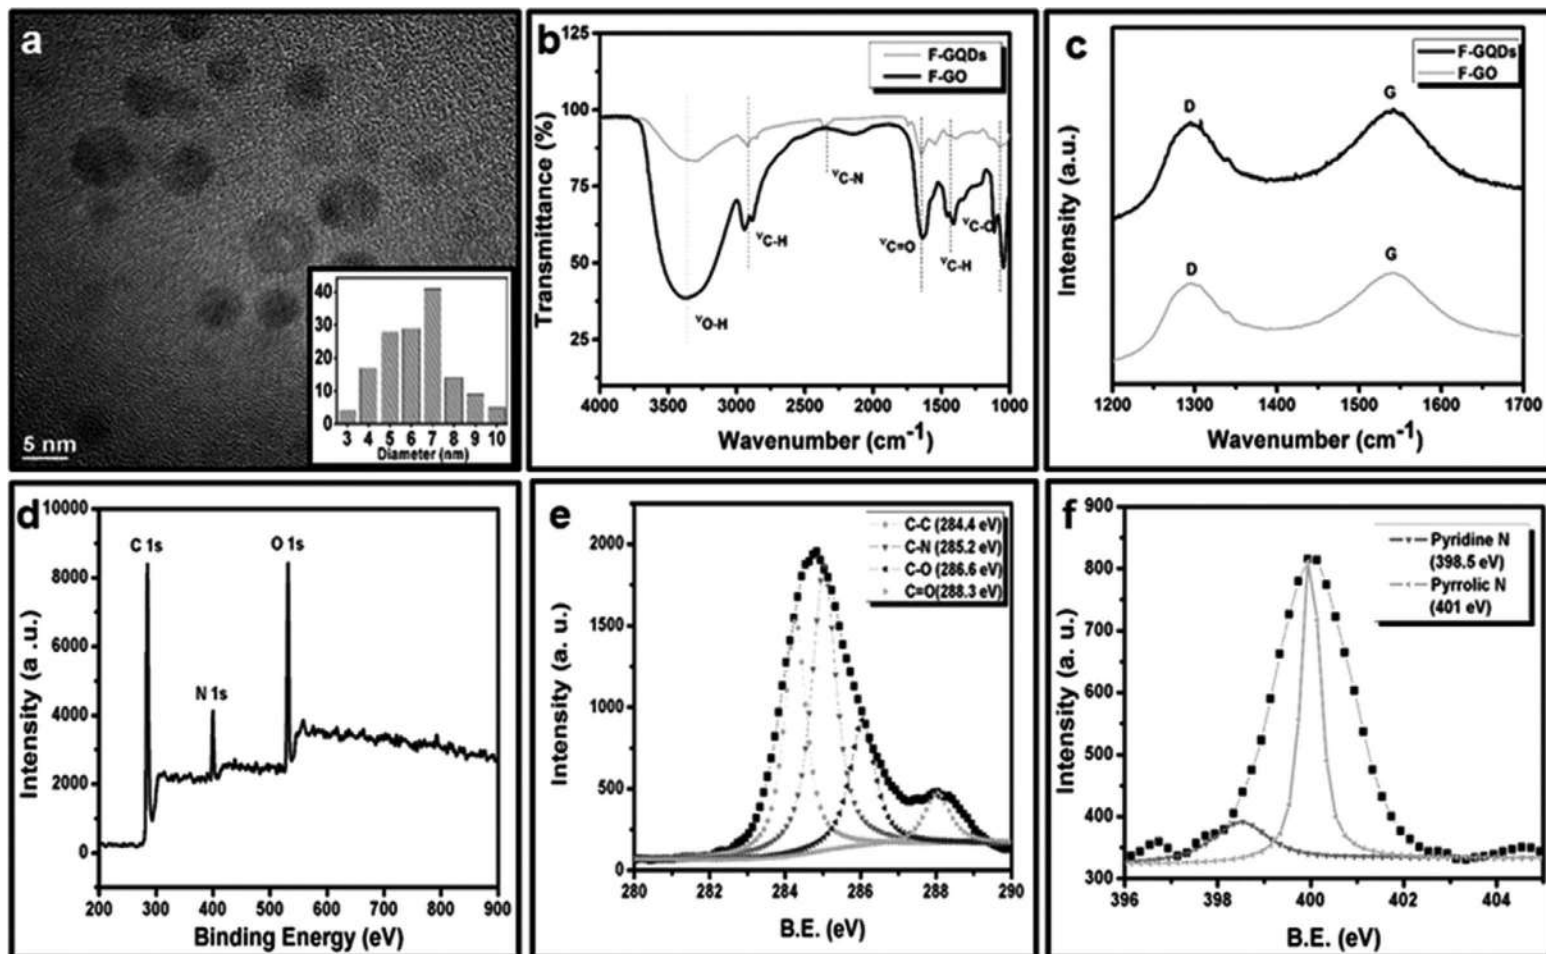 a
5 nm
40
30
20
10
0
3 4 5 6 7 8 9 10
Diameter (nm)
b
F-GQDs
F-GO
125
100
75
50
25
Transmittance (%)
νC-N
νC-H
νC=O
νC-O
νC-H
νO-H
4000 3500 3000 2500 2000 1500 1000
Wavenumber (cm-1)
c
F-GQDs
F-GO
D
G
D
G
Intensity (a.u.)
1200 1300 1400 1500 1600 1700
Wavenumber (cm-1)
d
10000
8000
6000
4000
2000
0
C 1s
O 1s
N 1s
Intensity (a .u.)
200 300 400 500 600 700 800 900
Binding Energy (eV)
e
C-C (284.4 eV)
C-N (285.2 eV)
C-O (286.6 eV)
C=O(288.3 eV)
2000
1500
1000
500
0
Intensity (a. u.)
280 282 284 286 288 290
B.E. (eV)
f
Pyridine N
(398.5 eV)
Pyrrolic N
(401 eV)
900
800
700
600
500
400
300
Intensity (a. u.)
396 398 400 402 404
B.E. (eV)